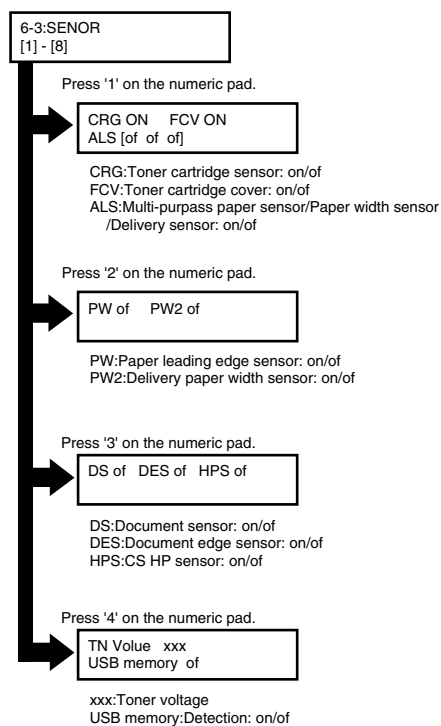 6-3:SENOR
[1] - [8]
Press '1' on the numeric pad.
CRG ON FCV ON
ALS [of of of]
CRG:Toner cartridge sensor: on/of
FCV:Toner cartridge cover: on/of
ALS:Multi-purpass paper sensor/Paper width sensor
/Delivery sensor: on/of
Press '2' on the numeric pad.
PW of PW2 of
PW:Paper leading edge sensor: on/of
PW2:Delivery paper width sensor: on/of
Press '3' on the numeric pad.
DS of DES of HPS of
DS:Document sensor: on/of
DES:Document edge sensor: on/of
HPS:CS HP sensor: on/of
Press '4' on the numeric pad.
TN Volue xxx
USB memory of
xxx:Toner voltage
USB memory:Detection: on/of